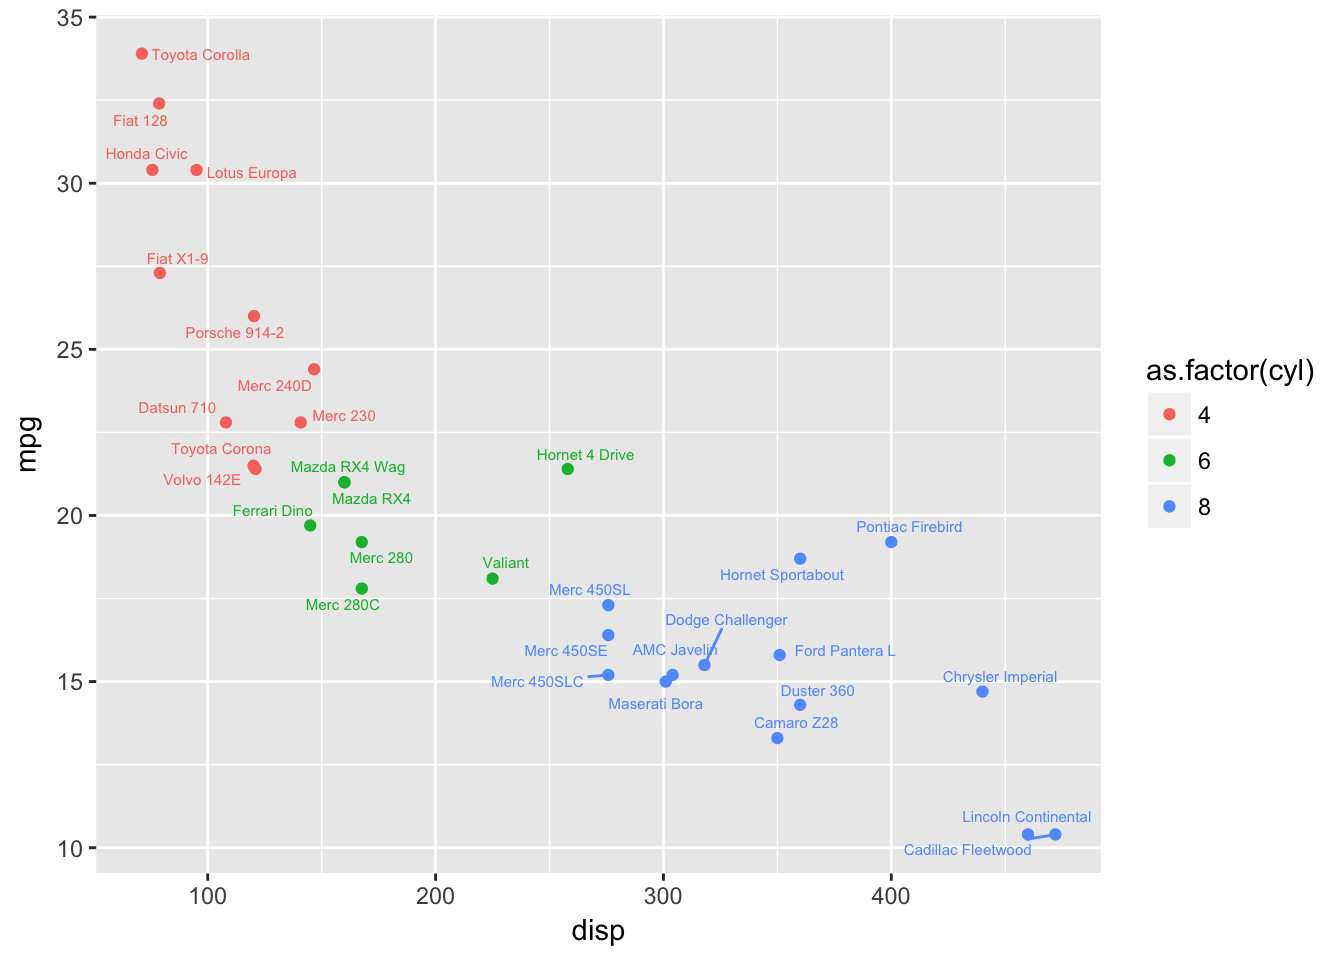 35
Toyota Corolla
Fiat 128
Honda Civic
Lotus Europa
30
Fiat X1-9
Porsche 914-2
25
Merc 240D
Datsun 710
Merc 230
Toyota Corona
Volvo 142E
Mazda RX4 Wag
Mazda RX4
Hornet 4 Drive
Ferrari Dino
20
Merc 280
Merc 280C
Valiant
Pontiac Firebird
Hornet Sportabout
Merc 450SL
Dodge Challenger
Merc 450SE
AMC Javelin
Ford Pantera L
Merc 450SLC
15
Chrysler Imperial
Duster 360
Maserati Bora
Camaro Z28
Lincoln Continental
Cadillac Fleetwood
10
100
200
300
400
disp
mpg
as.factor(cyl)
4
6
8